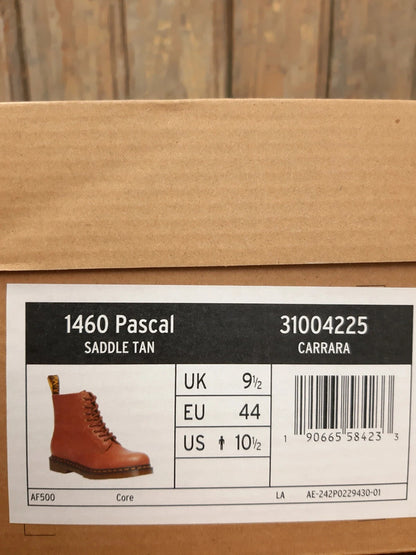 1460 Pascal
SADDLE TAN
31004225
CARRARA
UK 9½
EU 44
US 10½
1 90665 58423 3
AF500 Core
LA AE-242P0229430-01